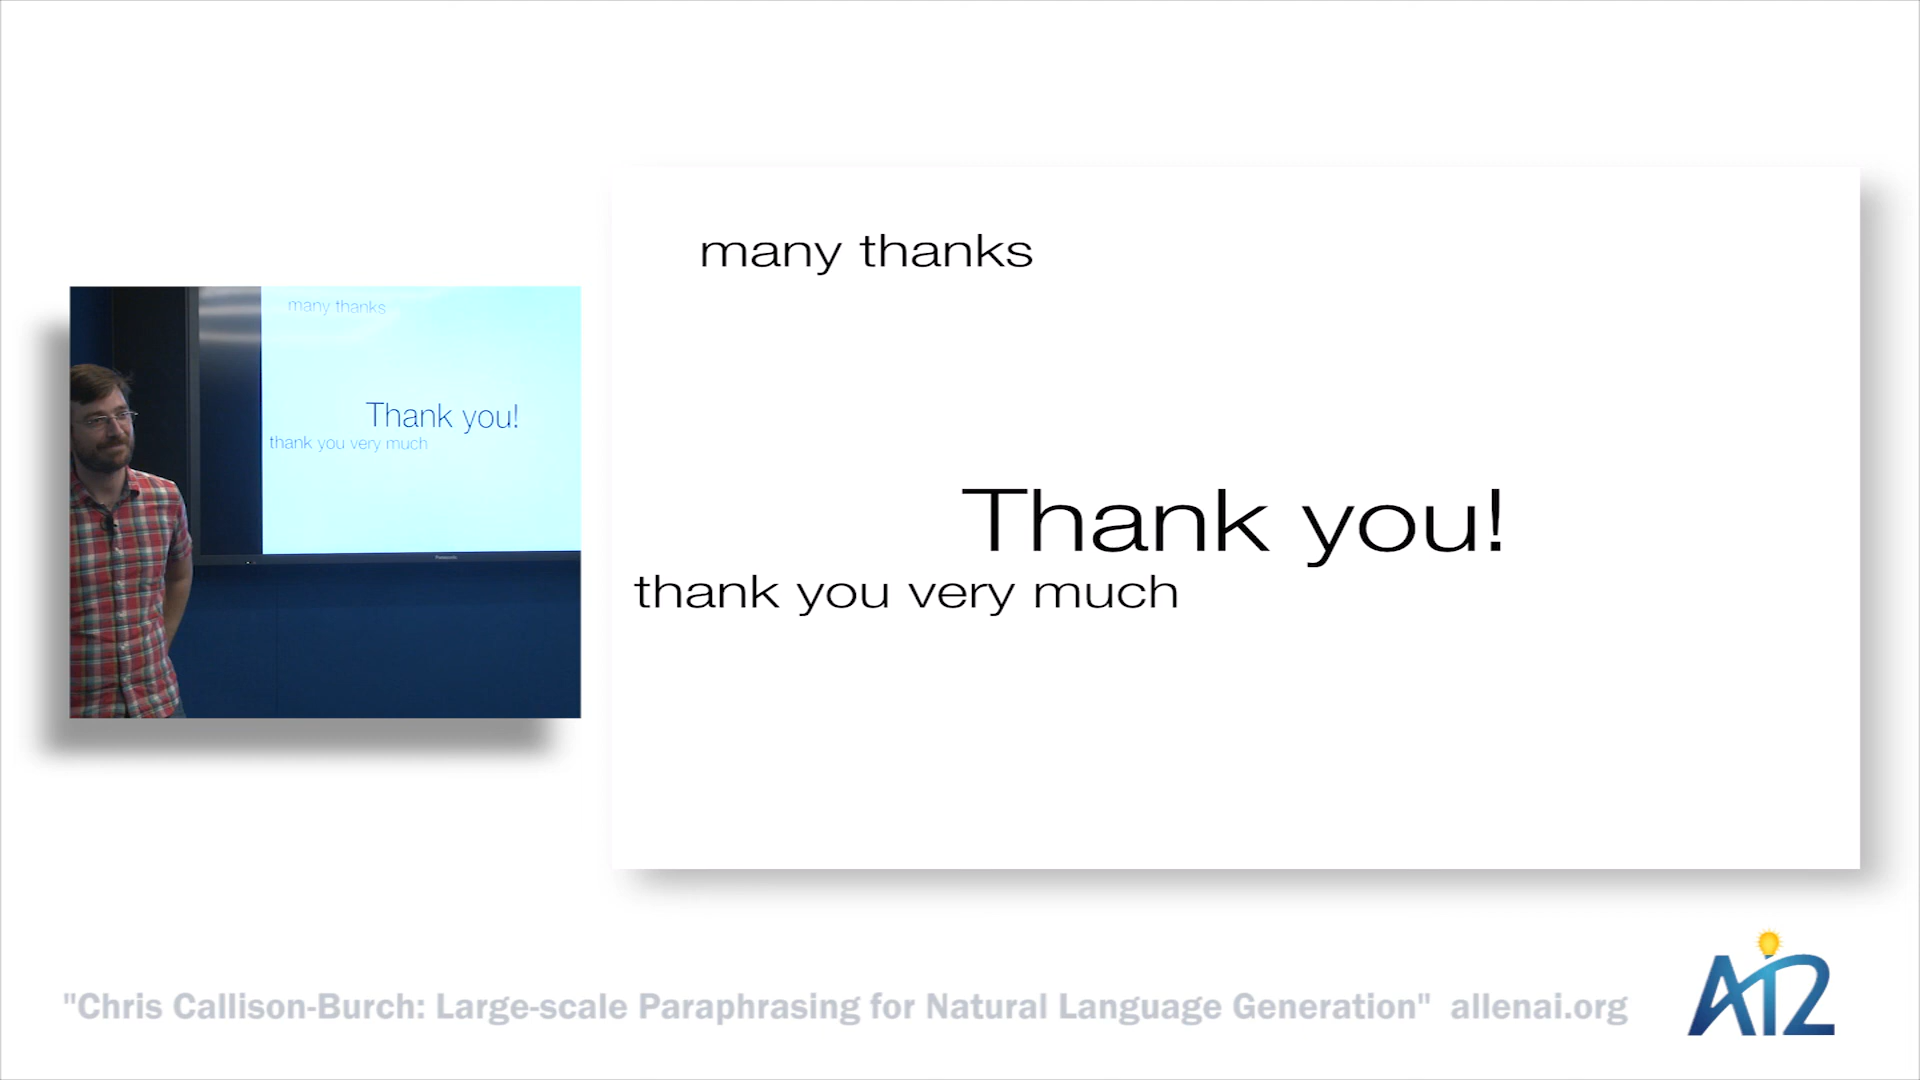 many thanks
Thank you!
thank you very much
many thanks
Thank you!
thank you very much
"Chris Callison-Burch: Large-scale Paraphrasing for Natural Language Generation" allenai.org
AI2